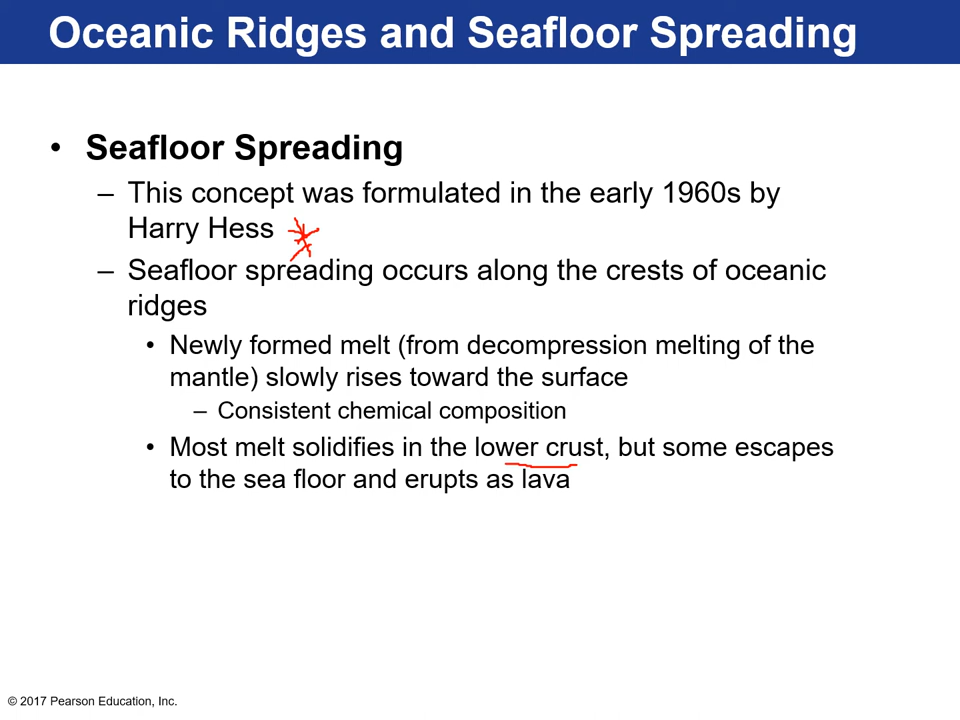 Oceanic Ridges and Seafloor Spreading
• Seafloor Spreading
– This concept was formulated in the early 1960s by
Harry Hess
– Seafloor spreading occurs along the crests of oceanic
ridges
• Newly formed melt (from decompression melting of the
mantle) slowly rises toward the surface
– Consistent chemical composition
• Most melt solidifies in the lower crust, but some escapes
to the sea floor and erupts as lava
© 2017 Pearson Education, Inc.